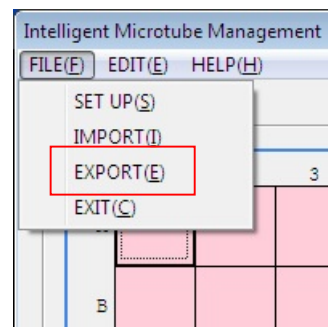 Intelligent Microtube Management
FILE(F) EDIT(E) HELP(H)
SET UP(S)
IMPORT(I)
EXPORT(E)
3
EXIT(C)
B